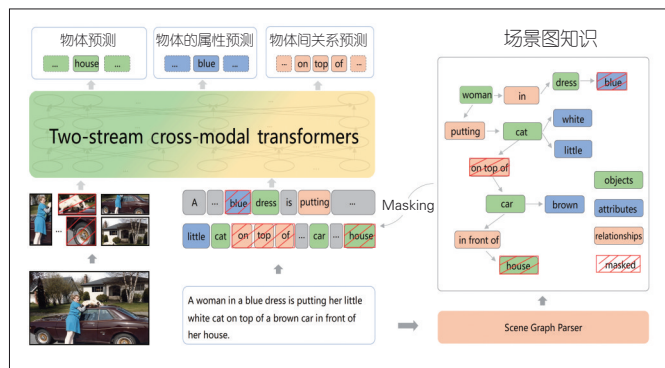 物体预测
... house ...
物体的属性预测
... blue ...
物体间关系预测
... on top of ...
Two-stream cross-modal transformers
A ... blue dress is putting ...
little cat on top of ... car ... house
...
A woman in a blue dress is putting her little
white cat on top of a brown car in front of
her house.
Masking
场景图知识
woman
in
dress
blue
putting
cat
white
little
on top of
car
brown
in front of
house
objects
attributes
relationships
masked
Scene Graph Parser